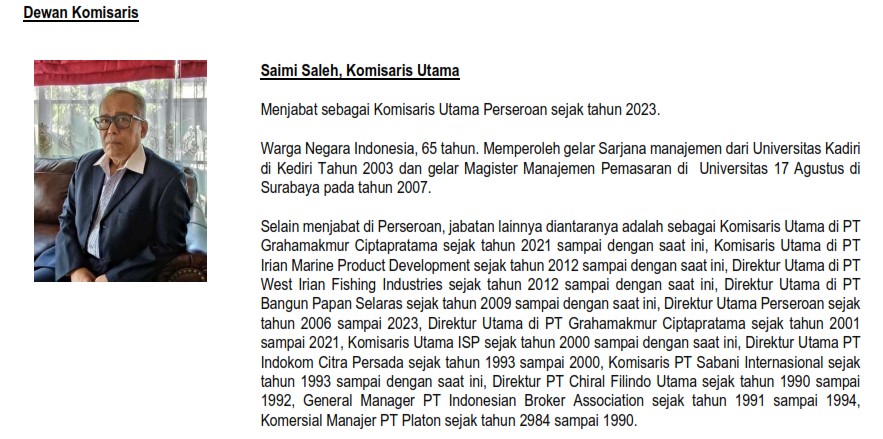 Dewan Komisaris
Saimi Saleh, Komisaris Utama
Menjabat sebagai Komisaris Utama Perseroan sejak tahun 2023.
Warga Negara Indonesia, 65 tahun. Memperoleh gelar Sarjana manajemen dari Universitas Kadiri
di Kediri Tahun 2003 dan gelar Magister Manajemen Pemasaran di Universitas 17 Agustus di
Surabaya pada tahun 2007.
Selain menjabat di Perseroan, jabatan lainnya diantaranya adalah sebagai Komisaris Utama di PT
Grahamakmur Ciptapratama sejak tahun 2021 sampai dengan saat ini, Komisaris Utama di PT
Irian Marine Product Development sejak tahun 2012 sampai dengan saat ini, Direktur Utama di PT
West Irian Fishing Industries sejak tahun 2012 sampai dengan saat ini, Direktur Utama di PT
Bangun Papan Selaras sejak tahun 2009 sampai dengan saat ini, Direktur Utama Perseroan sejak
tahun 2006 sampai 2023, Direktur Utama di PT Grahamakmur Ciptapratama sejak tahun 2001
sampai 2021, Komisaris Utama ISP sejak tahun 2000 sampai dengan saat ini, Direktur Utama PT
Indokom Citra Persada sejak tahun 1993 sampai 2000, Komisaris PT Sabani Internasional sejak
tahun 1993 sampai dengan saat ini, Direktur PT Chiral Filindo Utama sejak tahun 1990 sampai
1992, General Manager PT Indonesian Broker Association sejak tahun 1991 sampai 1994,
Komersial Manajer PT Platon sejak tahun 2984 sampai 1990.